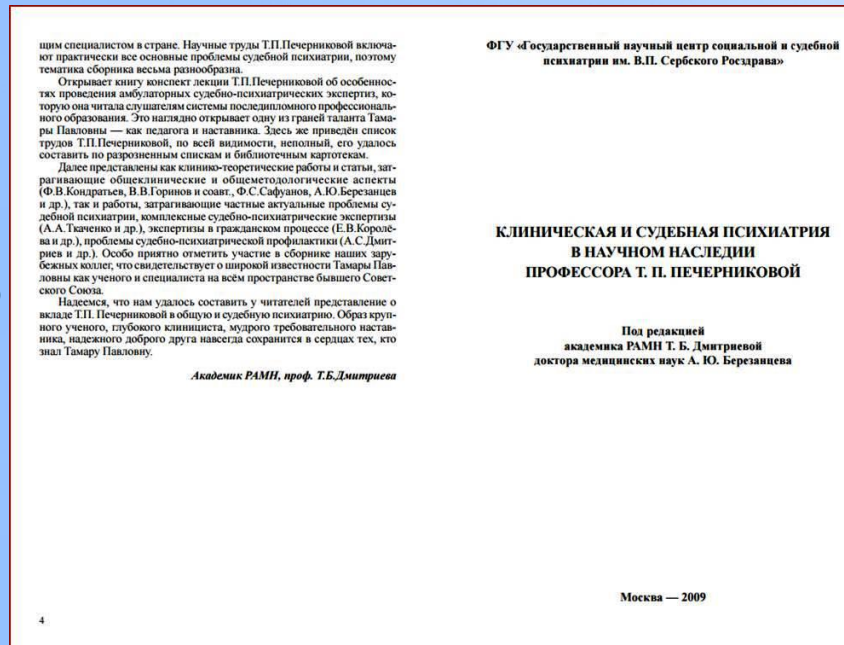 щим специалистом в стране. Научные труды Т.П.Печерниковой включа-
ют практически все основные проблемы судебной психиатрии, поэтому
тематика сборника весьма разнообразна.
Открывает книгу конспект лекции Т.П.Печерниковой об особеннос-
тях проведения амбулаторных судебно-психиатрических экспертиз, ко-
торую она читала слушателям системы последипломного профессиональ-
ного образования. Это наглядно открывает одну из граней таланта Тама-
ры Павловны — как педагога и наставника. Здесь же приведён список
трудов Т.П.Печерниковой, по всей видимости, неполный, его удалось
составить по разрозненным спискам и библиотечным картотекам.
Далее представлены как клинико-теоретические работы и статьи, зат-
рагивающие общеклинические и общеметодологические аспекты
(Ф.В.Кондратьев, В.В.Горинов и соавт., Ф.С.Сафуанов, А.Ю.Березанцев
и др.), так и работы, затрагивающие частные актуальные проблемы су-
дебной психиатрии, комплексные судебно-психиатрические экспертизы
(А.А.Ткаченко и др.), экспертизы в гражданском процессе (Е.В.Королё-
ва и др.), проблемы судебно-психиатрической профилактики (А.С.Дмит-
риев и др.). Особо приятно отметить участие в сборнике наших зару-
бежных коллег, что свидетельствует о широкой известности Тамары Пав-
ловны как ученого и специалиста на всём пространстве бывшего Совет-
ского Союза.
Надеемся, что нам удалось составить у читателей представление о
вкладе Т.П. Печерниковой в общую и судебную психиатрию. Образ круп-
ного ученого, глубокого клинициста, мудрого требовательного настав-
ника, надежного доброго друга навсегда сохранится в сердцах тех, кто
знал Тамару Павловну.
Академик РАМН, проф. Т.Б.Дмитриева
4
ФГУ «Государственный научный центр социальной и судебной
психиатрии им. В.П. Сербского Росздрава»
КЛИНИЧЕСКАЯ И СУДЕБНАЯ ПСИХИАТРИЯ
В НАУЧНОМ НАСЛЕДИИ
ПРОФЕССОРА Т. П. ПЕЧЕРНИКОВОЙ
Под редакцией
академика РАМН Т. Б. Дмитриевой
доктора медицинских наук А. Ю. Березанцева
Москва — 2009